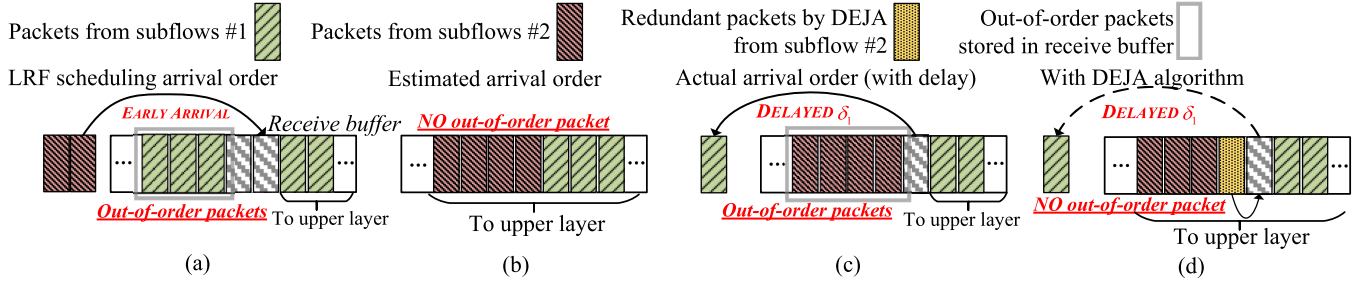 Packets from subflows #1
Packets from subflows #2
Redundant packets by DEJA
from subflow #2
Out-of-order packets
stored in receive buffer
LRF scheduling arrival order
EARLY ARRIVAL
Receive buffer
...
...
Out-of-order packets
To upper layer
(a)
Estimated arrival order
NO out-of-order packet
...
...
To upper layer
(b)
Actual arrival order (with delay)
DELAYED δ1
...
...
Out-of-order packets
To upper layer
(c)
With DEJA algorithm
DELAYED δ1
...
...
NO out-of-order packet
To upper layer
(d)